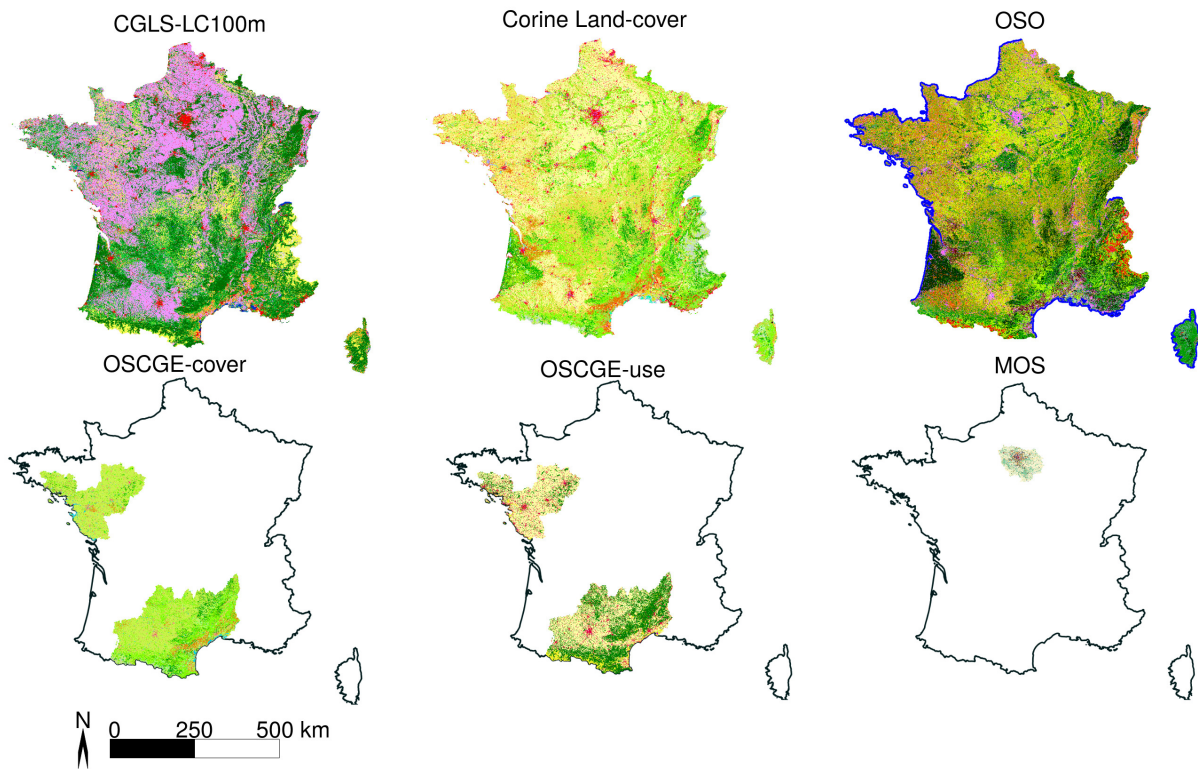 CGLS-LC100m
Corine Land-cover
OSO
OSCGE-cover
OSCGE-use
MOS
N
0 250 500 km